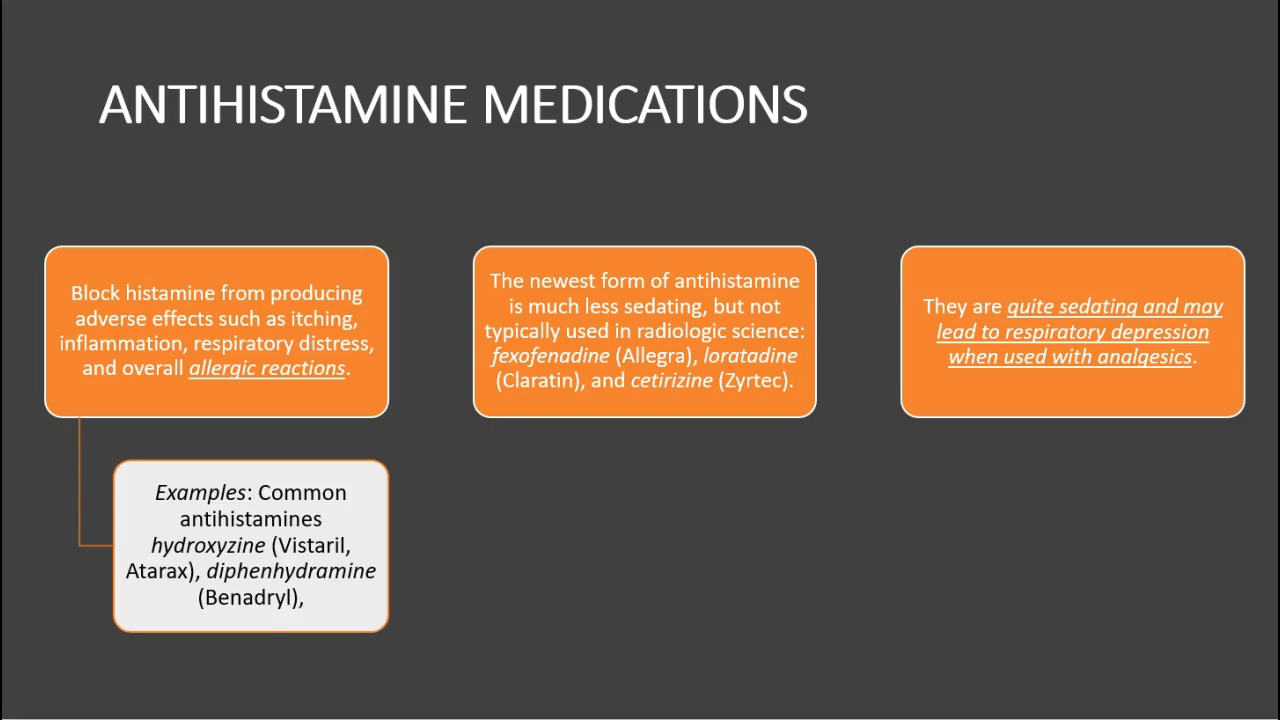 ANTIHISTAMINE MEDICATIONS
Block histamine from producing
adverse effects such as itching,
inflammation, respiratory distress,
and overall allergic reactions.
Examples: Common
antihistamines
hydroxyzine (Vistaril,
Atarax), diphenhydramine
(Benadryl),
The newest form of antihistamine
is much less sedating, but not
typically used in radiologic science:
fexofenadine (Allegra), loratadine
(Claratin), and cetirizine (Zyrtec).
They are quite sedating and may
lead to respiratory depression
when used with analgesics.